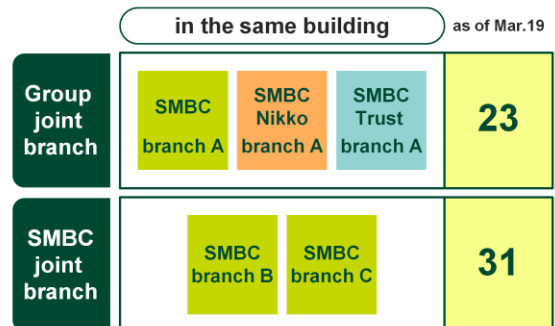 in the same building
as of Mar.19
Group
joint
branch
SMBC
branch A
SMBC
Nikko
branch A
SMBC
Trust
branch A
23
SMBC
joint
branch
SMBC
branch B
SMBC
branch C
31